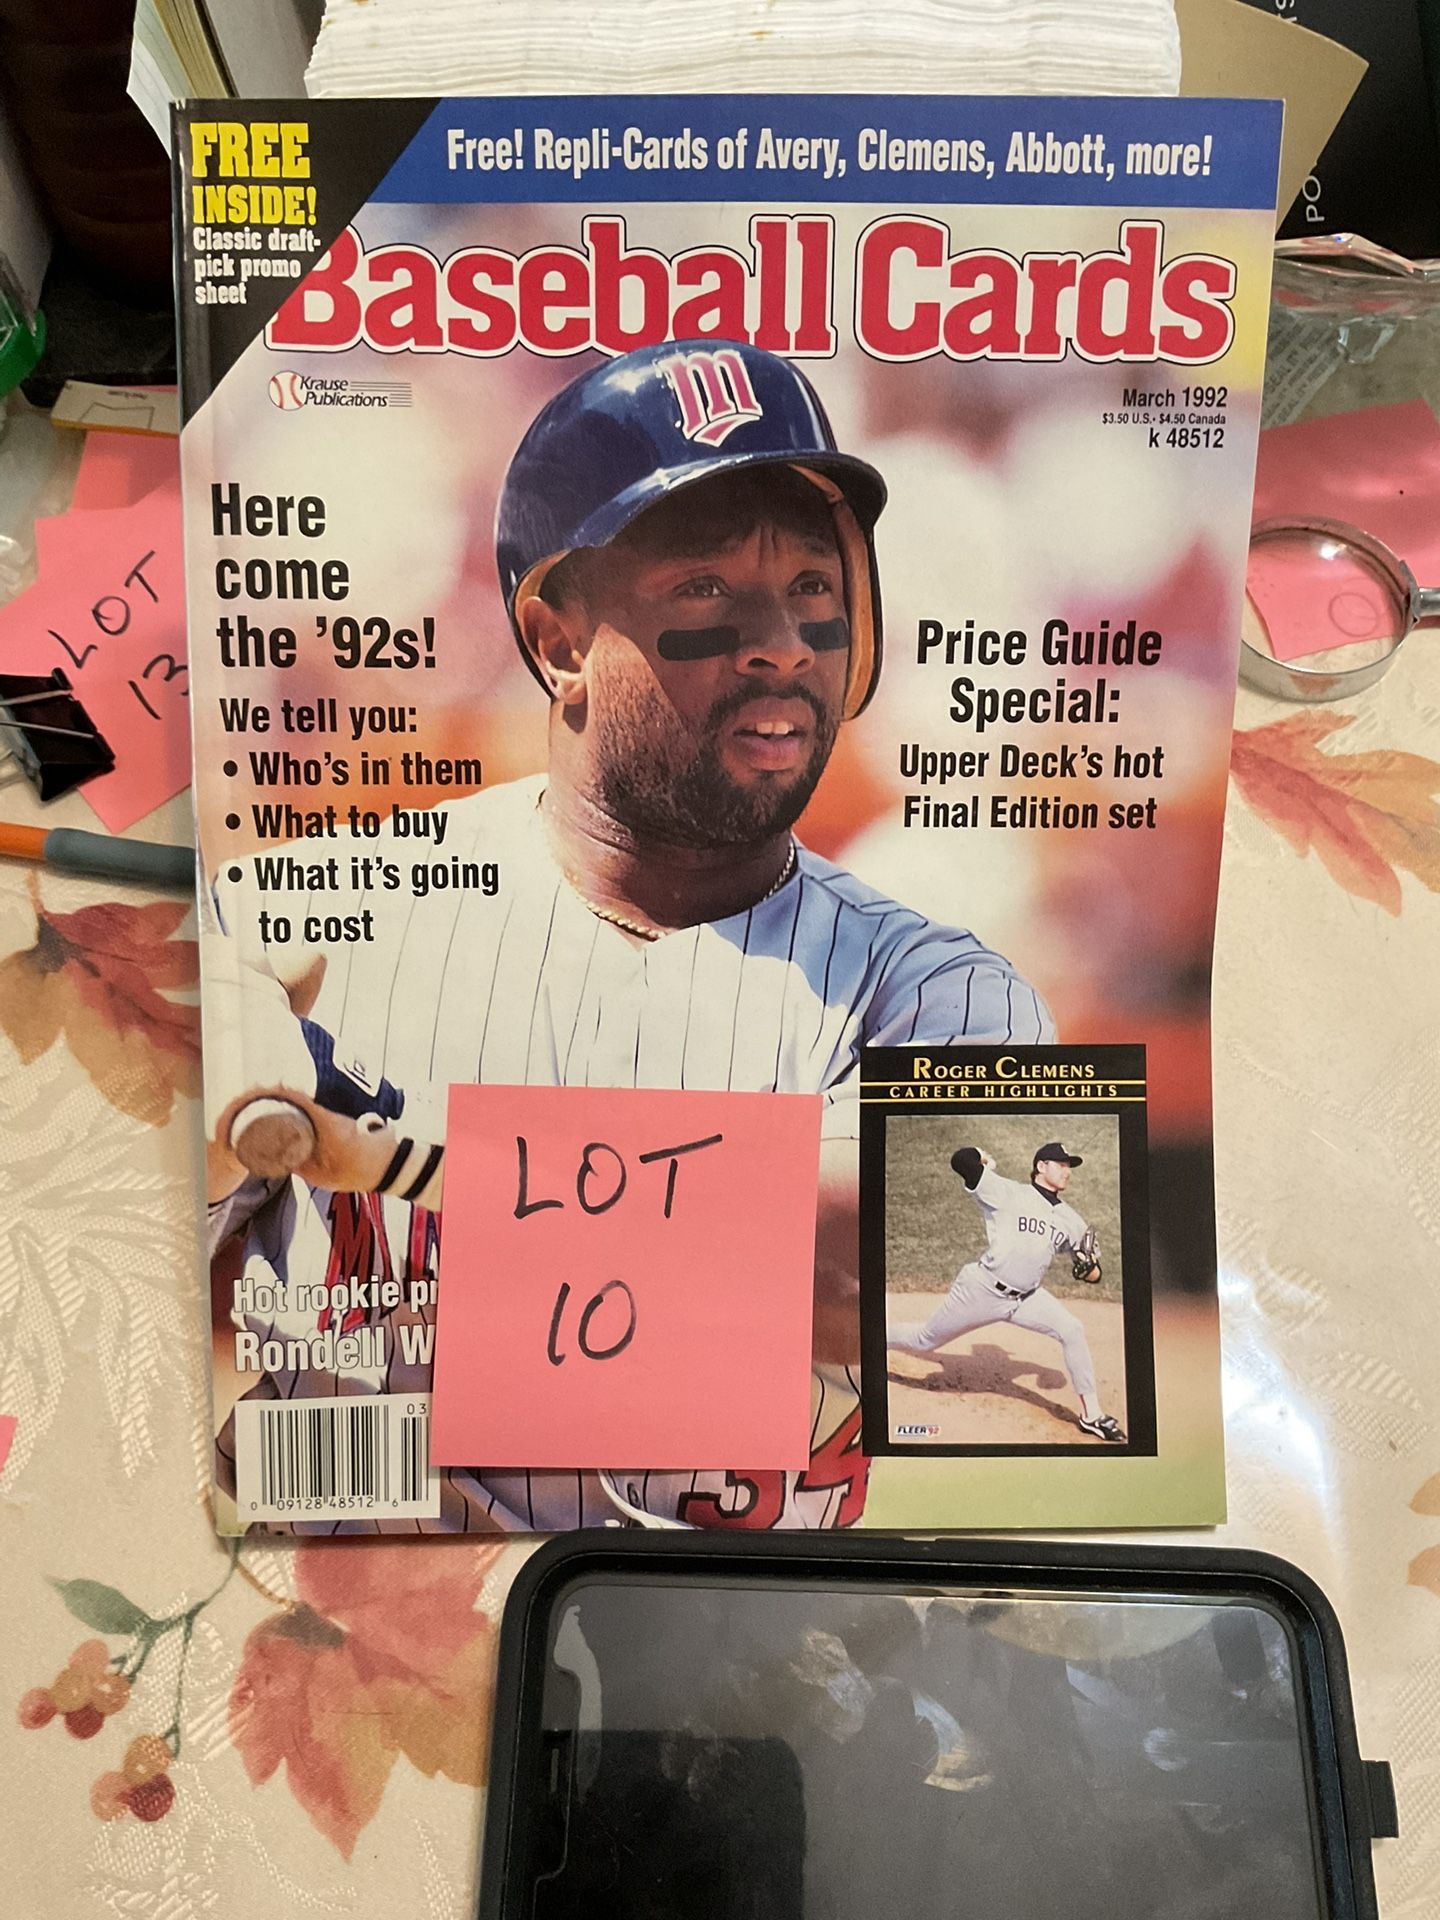 FREE
INSIDE!
Classic draft-
pick promo
sheet
Free! Repli-Cards of Avery, Clemens, Abbott, more!
Baseball Cards
Krause
Publications
March 1992
$3.50 U.S. • $4.50 Canada
k 48512
Here
come
the '92s!
We tell you:
• Who's in them
• What to buy
• What it's going
to cost
Price Guide
Special:
Upper Deck's hot
Final Edition set
LOT
13
ROGER CLEMENS
CAREER HIGHLIGHTS
BOSTO
FLEER '92
LOT
10
Hot rookie
Rondell W
34
03
0 09128 48512 6